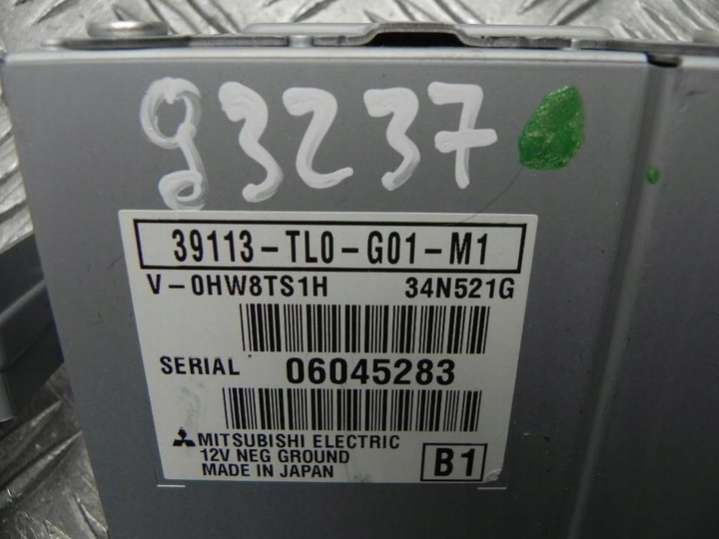 93237
39113-TL0-G01-M1
V-0HW8TS1H 34N521G
SERIAL 06045283
MITSUBISHI ELECTRIC
12V NEG GROUND
MADE IN JAPAN B1